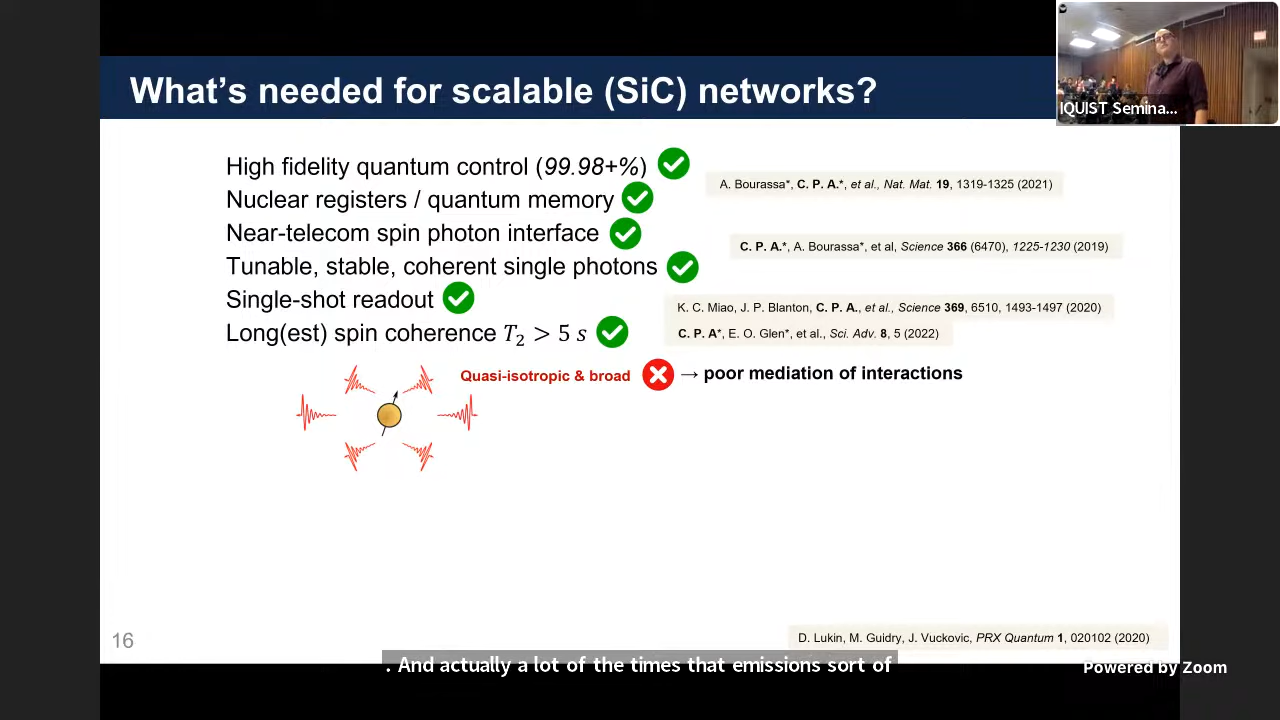 What's needed for scalable (SiC) networks?
IQUIST Semina...
High fidelity quantum control (99.98+%)
A. Bourassa*, C. P. A.*, et al., Nat. Mat. 19, 1319-1325 (2021)
Nuclear registers / quantum memory
Near-telecom spin photon interface
C. P. A.*, A. Bourassa*, et al, Science 366 (6470), 1225-1230 (2019)
Tunable, stable, coherent single photons
Single-shot readout
K. C. Miao, J. P. Blanton, C. P. A., et al., Science 369, 6510, 1493-1497 (2020)
Long(est) spin coherence T₂ > 5 s
C. P. A*, E. O. Glen*, et al., Sci. Adv. 8, 5 (2022)
Quasi-isotropic & broad → poor mediation of interactions
16
D. Lukin, M. Guidry, J. Vuckovic, PRX Quantum 1, 020102 (2020)
. And actually a lot of the times that emissions sort of
Powered by Zoom